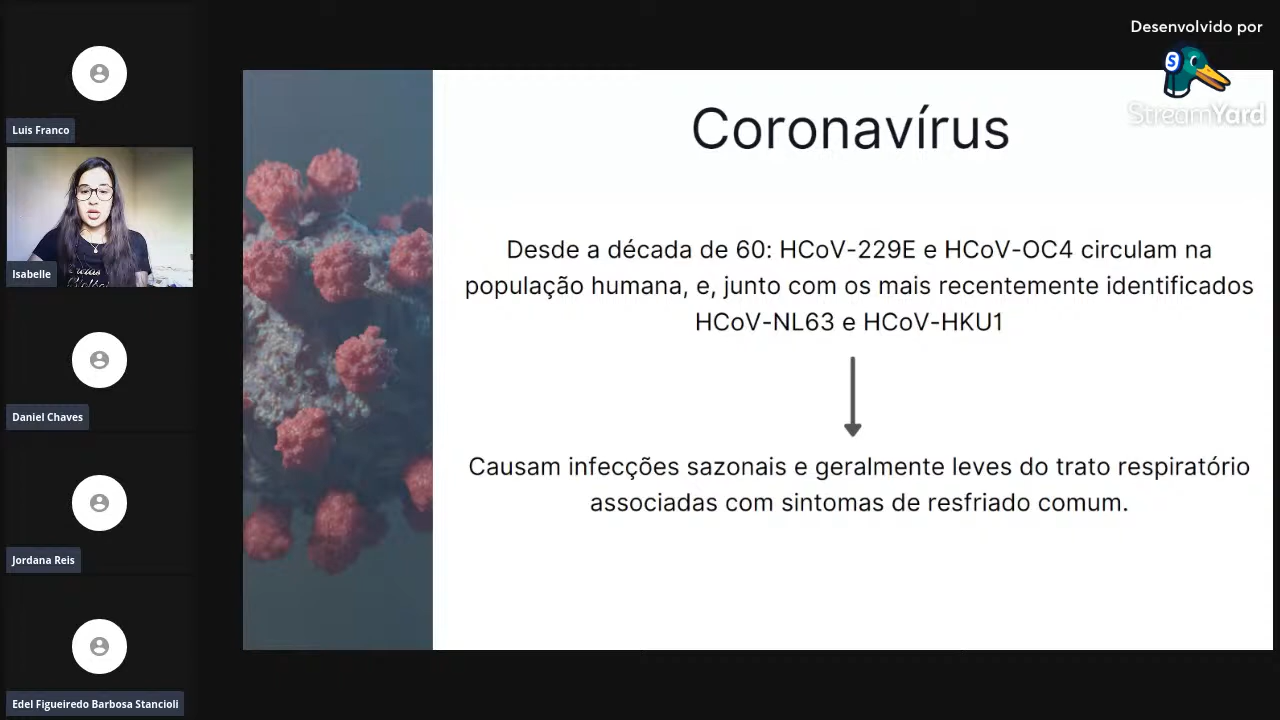 Desenvolvido por
StreamYard
Luis Franco
Isabelle
Daniel Chaves
Jordana Reis
Edel Figueiredo Barbosa Stancioli
Coronavírus
Desde a década de 60: HCoV-229E e HCoV-OC4 circulam na
população humana, e, junto com os mais recentemente identificados
HCoV-NL63 e HCoV-HKU1
Causam infecções sazonais e geralmente leves do trato respiratório
associadas com sintomas de resfriado comum.